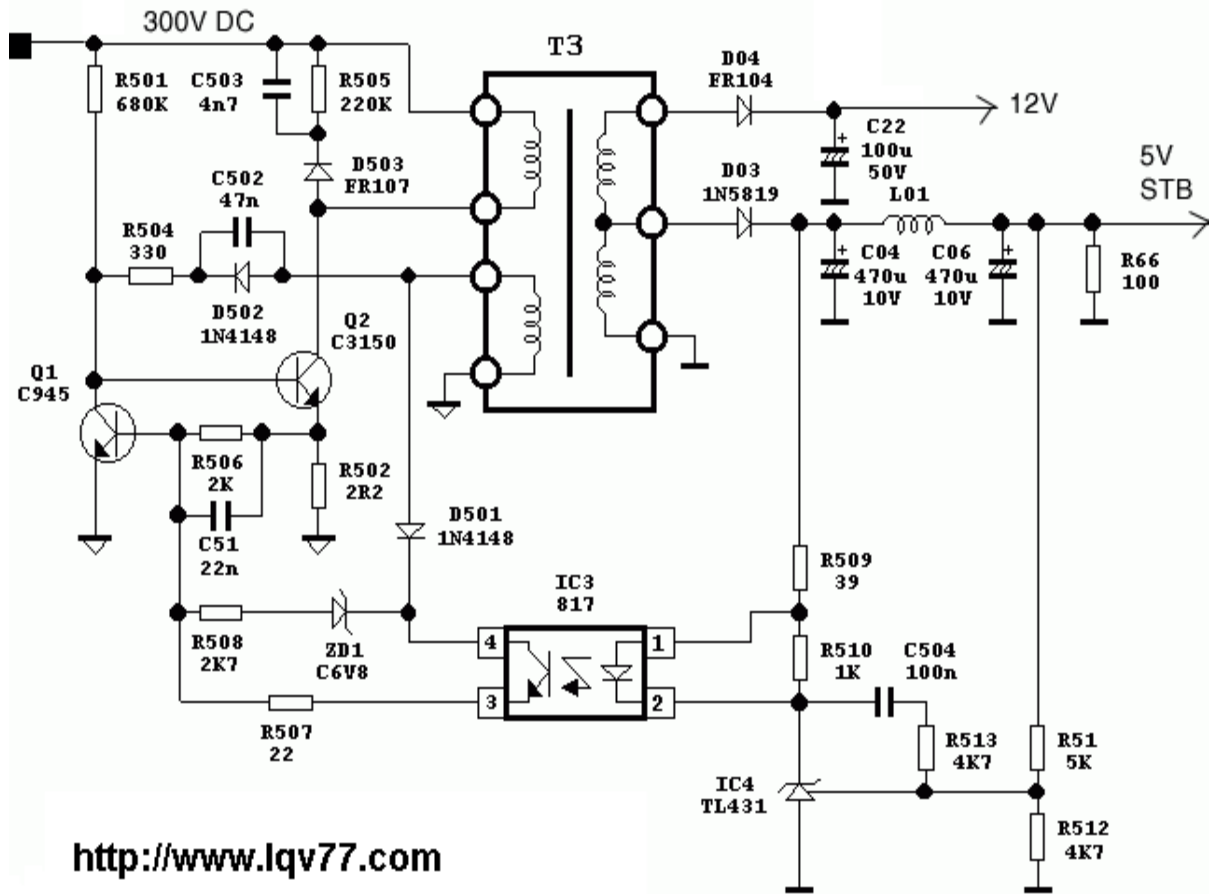 300V DC
T3
R501
680K
C503
4n7
R505
220K
D04
FR104
12V
C22
100u
50V
5V
STB
D503
FR107
C502
47n
D03
1N5819
L01
R504
330
C04
470u
10V
C06
470u
10V
R66
100
D502
1N4148
Q2
C3150
Q1
C945
R506
2K
R502
2R2
C51
22n
D501
1N4148
R509
39
IC3
817
R508
2K7
ZD1
C6V8
4
1
R510
1K
C504
100n
3
2
R507
22
R513
4K7
R51
5K
IC4
TL431
R512
4K7
http://www.lqv77.com